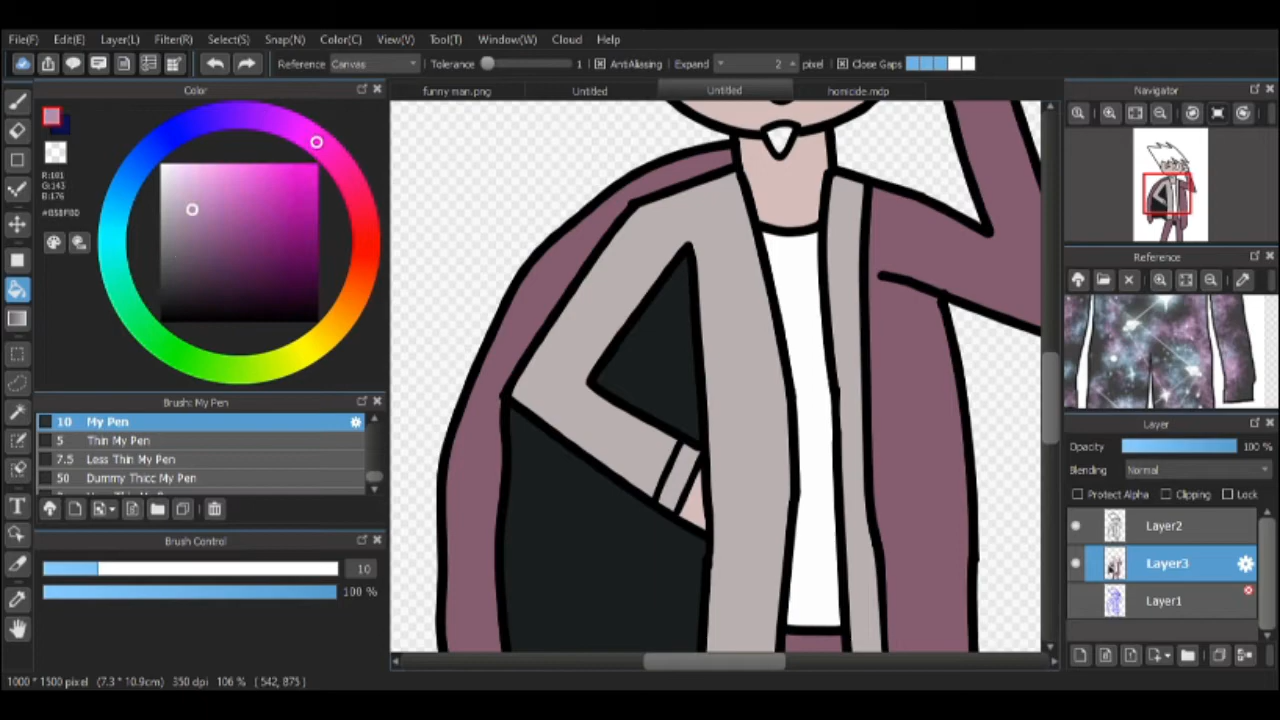 File(F) Edit(E) Layer(L) Filter(R) Select(S) Snap(N) Color(C) View(V) Tool(T) Window(W) Cloud Help
Reference Canvas Tolerance 1 AntiAliasing Expand 2 pixel Close Gaps
Color
funny man.png Untitled Untitled homicide.mdp
Navigator
R:181
G:143
B:176
Reference
Brush: My Pen
10 My Pen
5 Thin My Pen
7.5 Less Thin My Pen
50 Dummy Thicc My Pen
Brush Control
10
100 %
Layer
Opacity 100 %
Blending Normal
Protect Alpha Clipping Lock
Layer2
Layer3
Layer1
1000 * 1500 pixel (7.3 * 10.9cm) 350 dpi 106 % ( 542, 875 )